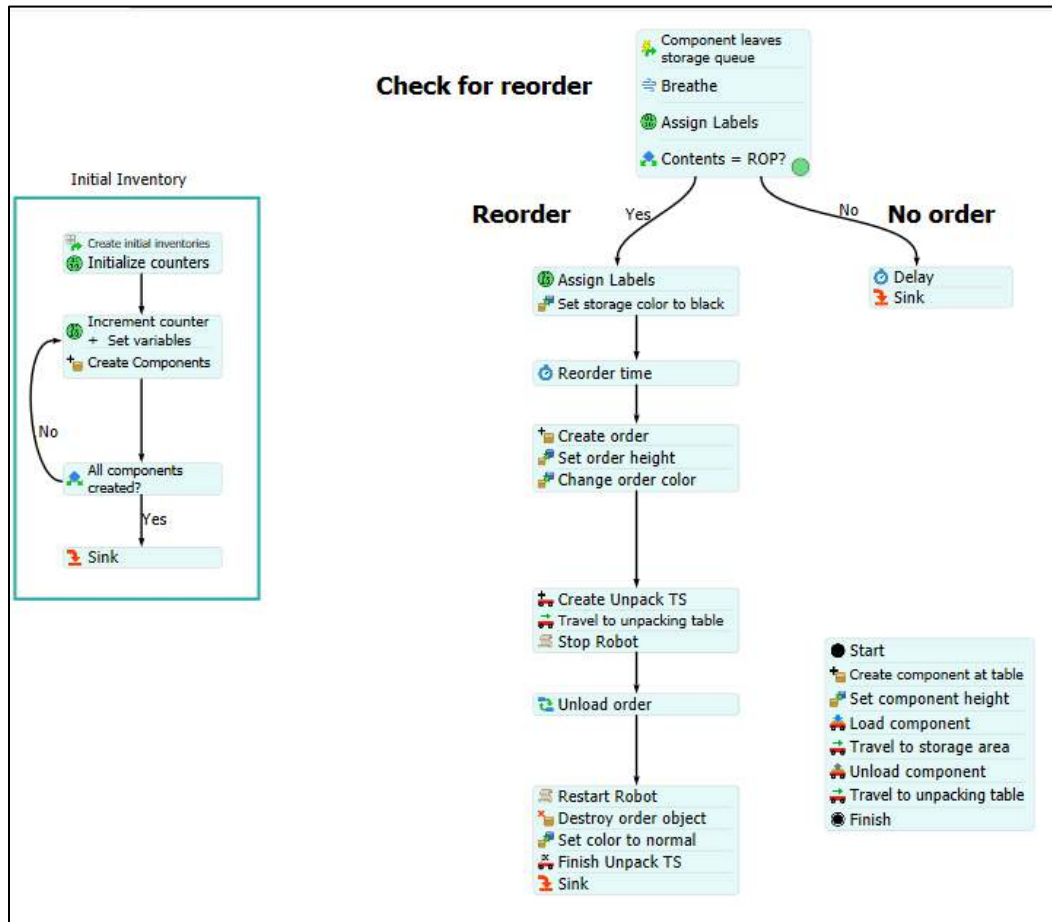 Component leaves
storage queue
Check for reorder
Breathe
Assign Labels
Contents = ROP?
Initial Inventory
Reorder
Yes
No
No order
Create initial inventories
Initialize counters
Assign Labels
Set storage color to black
Delay
Sink
Increment counter
+ Set variables
Create Components
Reorder time
No
Create order
Set order height
Change order color
All components
created?
Yes
Sink
Create Unpack TS
Travel to unpacking table
Stop Robot
Unload order
Start
Create component at table
Set component height
Load component
Travel to storage area
Unload component
Travel to unpacking table
Finish
Restart Robot
Destroy order object
Set color to normal
Finish Unpack TS
Sink